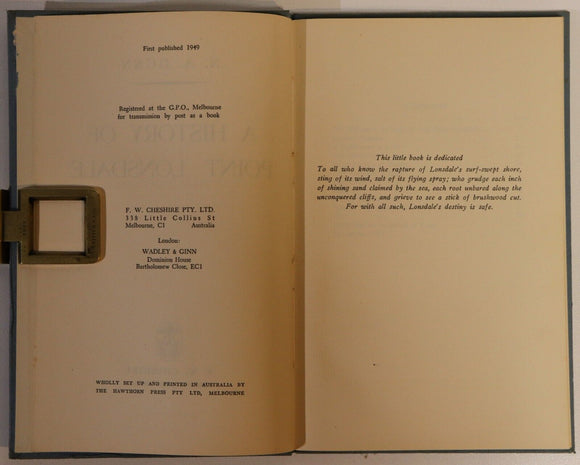 First published 1949
Registered at the G.P.O., Melbourne
for transmission by post as a book
F. W. CHESHIRE PTY. LTD.
338 Little Collins St
Melbourne, C1 Australia
London:
WADLEY & GINN
Dominion House
Bartholomew Close, EC1
WHOLLY SET UP AND PRINTED IN AUSTRALIA BY
THE HAWTHORN PRESS PTY LTD, MELBOURNE
This little book is dedicated
To all who know the rapture of Lonsdale's surf-swept shore,
sting of its wind, salt of its flying spray; who grudge each inch
of shining sand claimed by the sea, each root unbared along the
unconquered cliffs, and grieve to see a stick of brushwood cut.
For with all such, Lonsdale's destiny is safe.